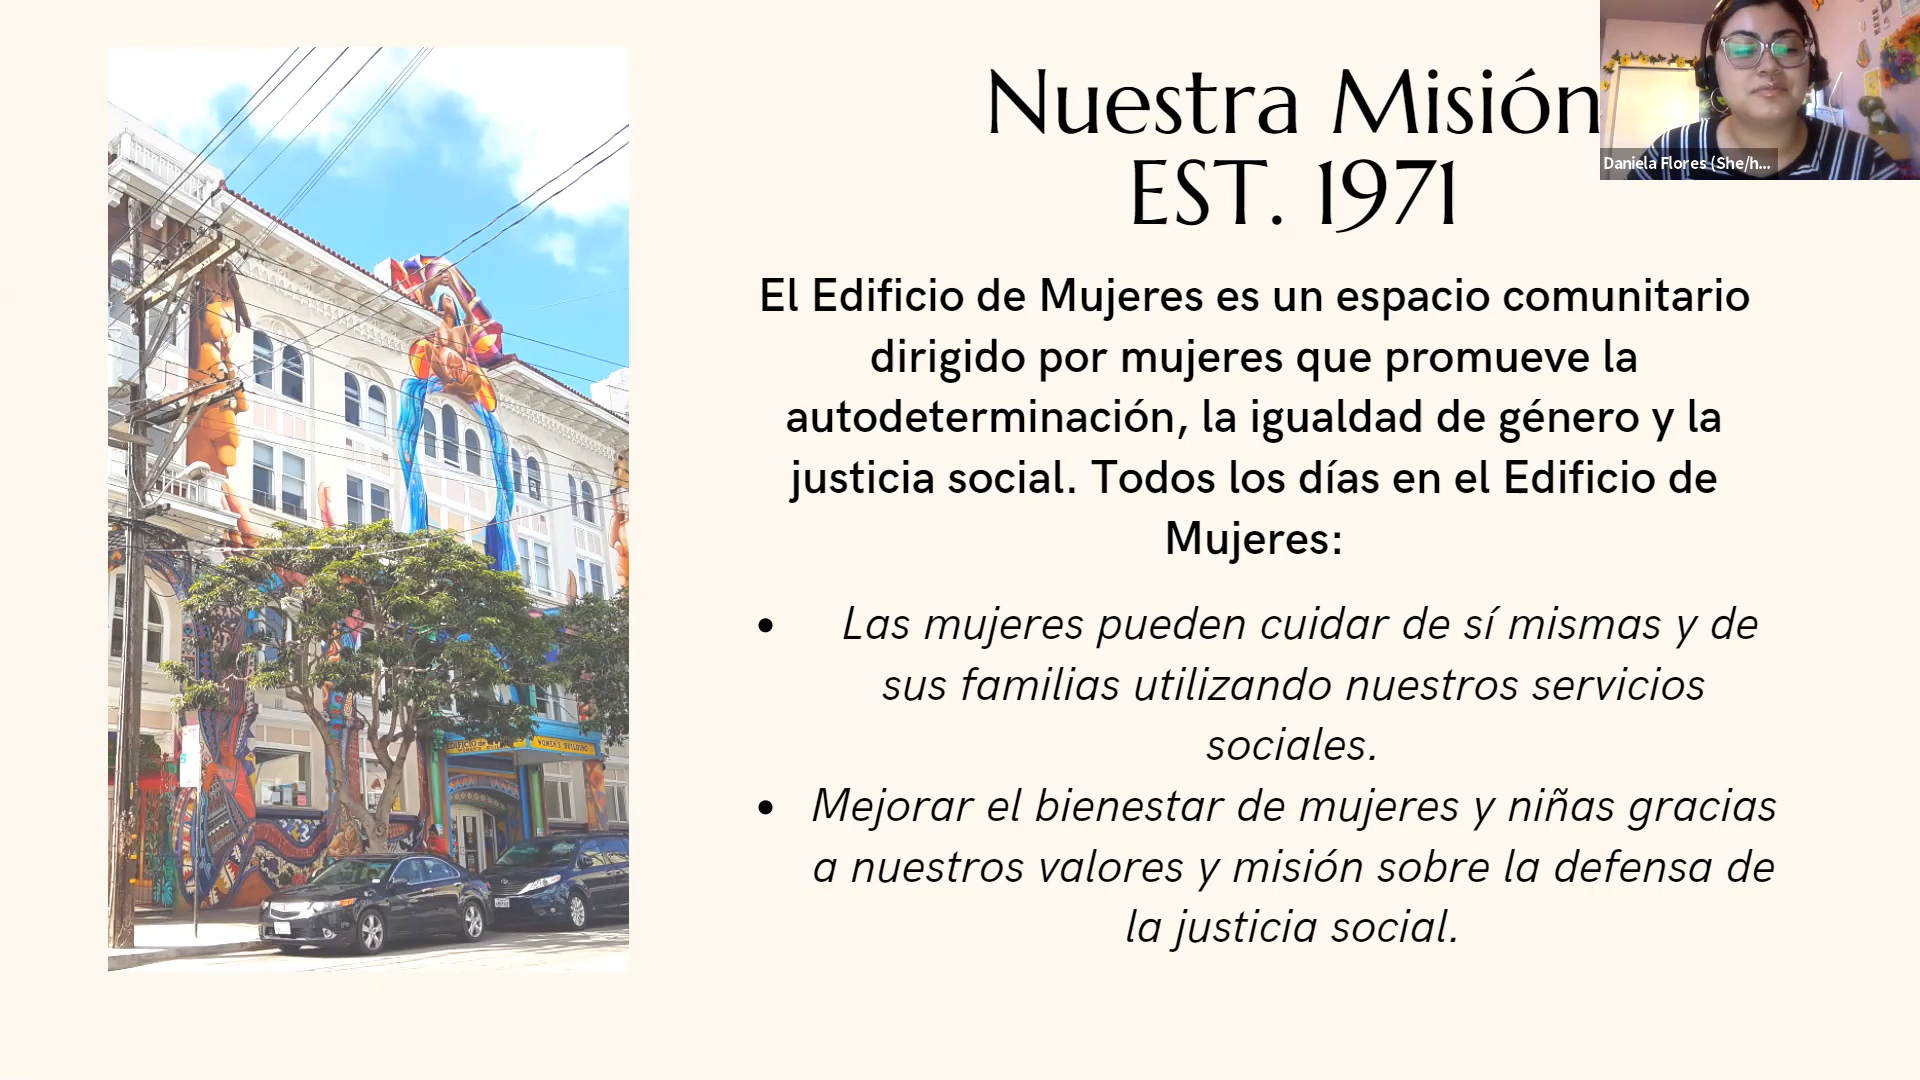 Nuestra Misión
EST. 1971
Daniela Flores (She/h...
El Edificio de Mujeres es un espacio comunitario
dirigido por mujeres que promueve la
autodeterminación, la igualdad de género y la
justicia social. Todos los días en el Edificio de
Mujeres:
• Las mujeres pueden cuidar de sí mismas y de
sus familias utilizando nuestros servicios
sociales.
• Mejorar el bienestar de mujeres y niñas gracias
a nuestros valores y misión sobre la defensa de
la justicia social.
WOMEN'S BUILDING